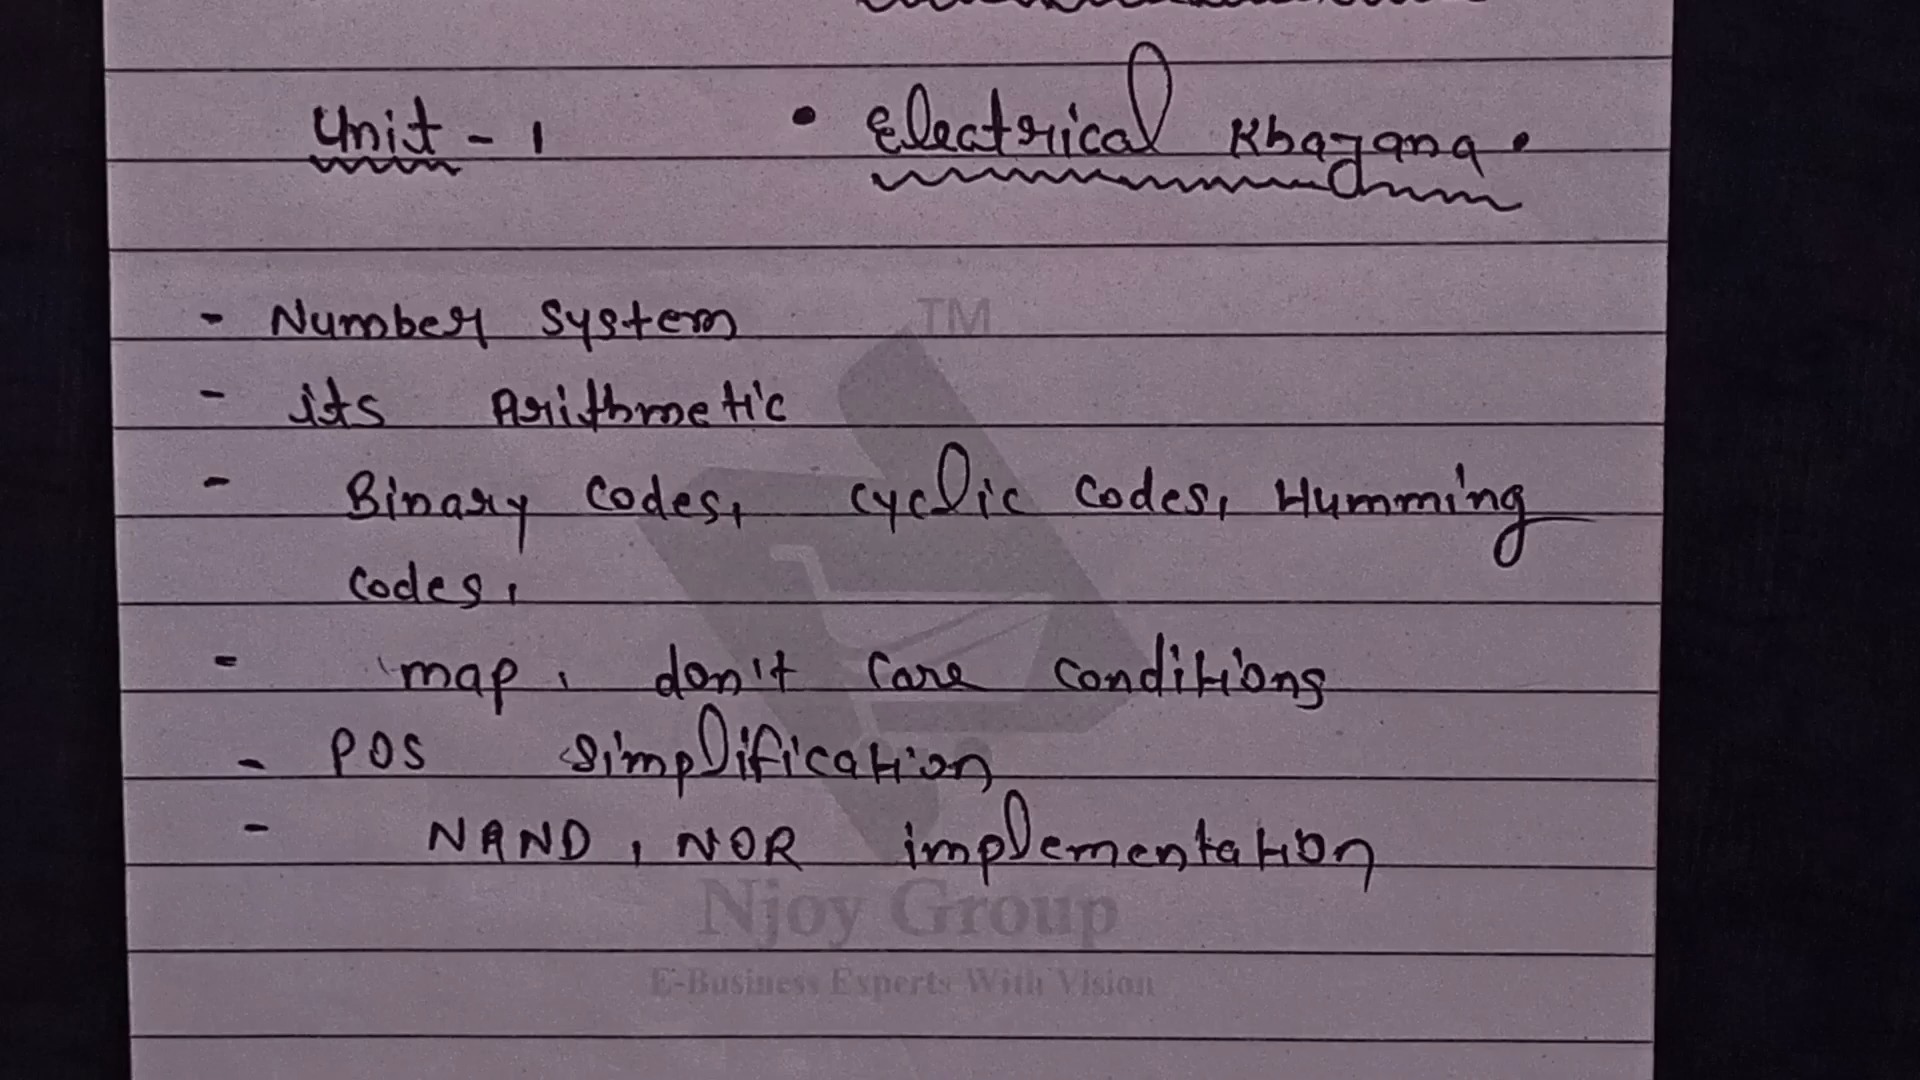 Unit - 1 • Electrical Khazana •
- Number System
TM
- its Arithmetic
- Binary Codes, cyclic codes, Humming
codes,
- map, don't care conditions
- POS Simplification
- NAND, NOR implementation
Njoy Group
E-Business Experts With Vision